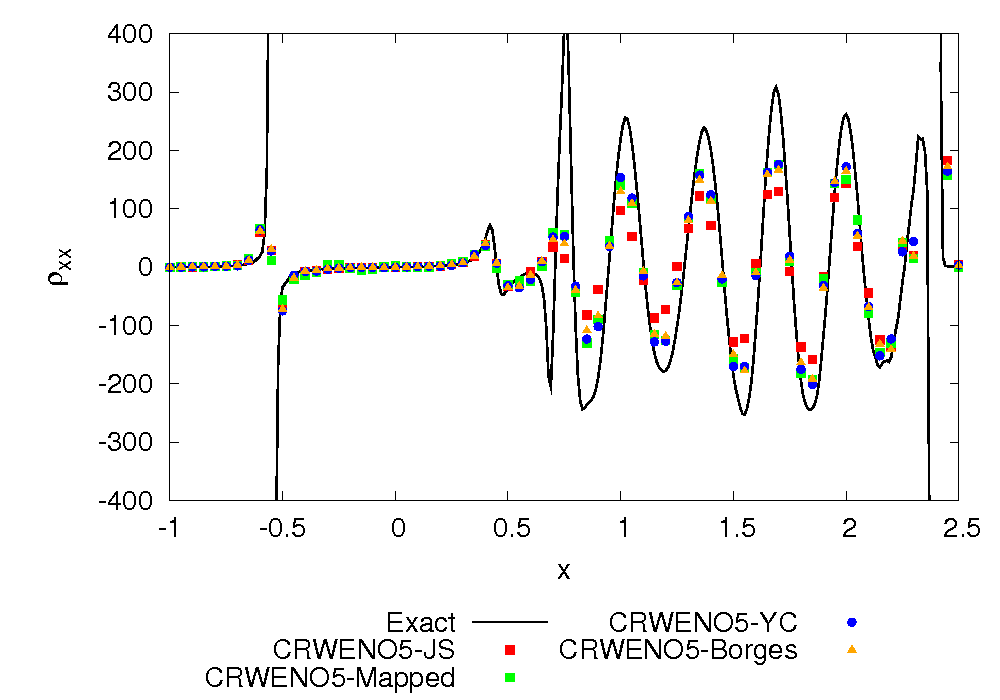 400
300
200
100
0
-100
-200
-300
-400
ρxx
-1 -0.5 0 0.5 1 1.5 2 2.5
x
Exact CRWENO5-YC
CRWENO5-JS CRWENO5-Borges
CRWENO5-Mapped